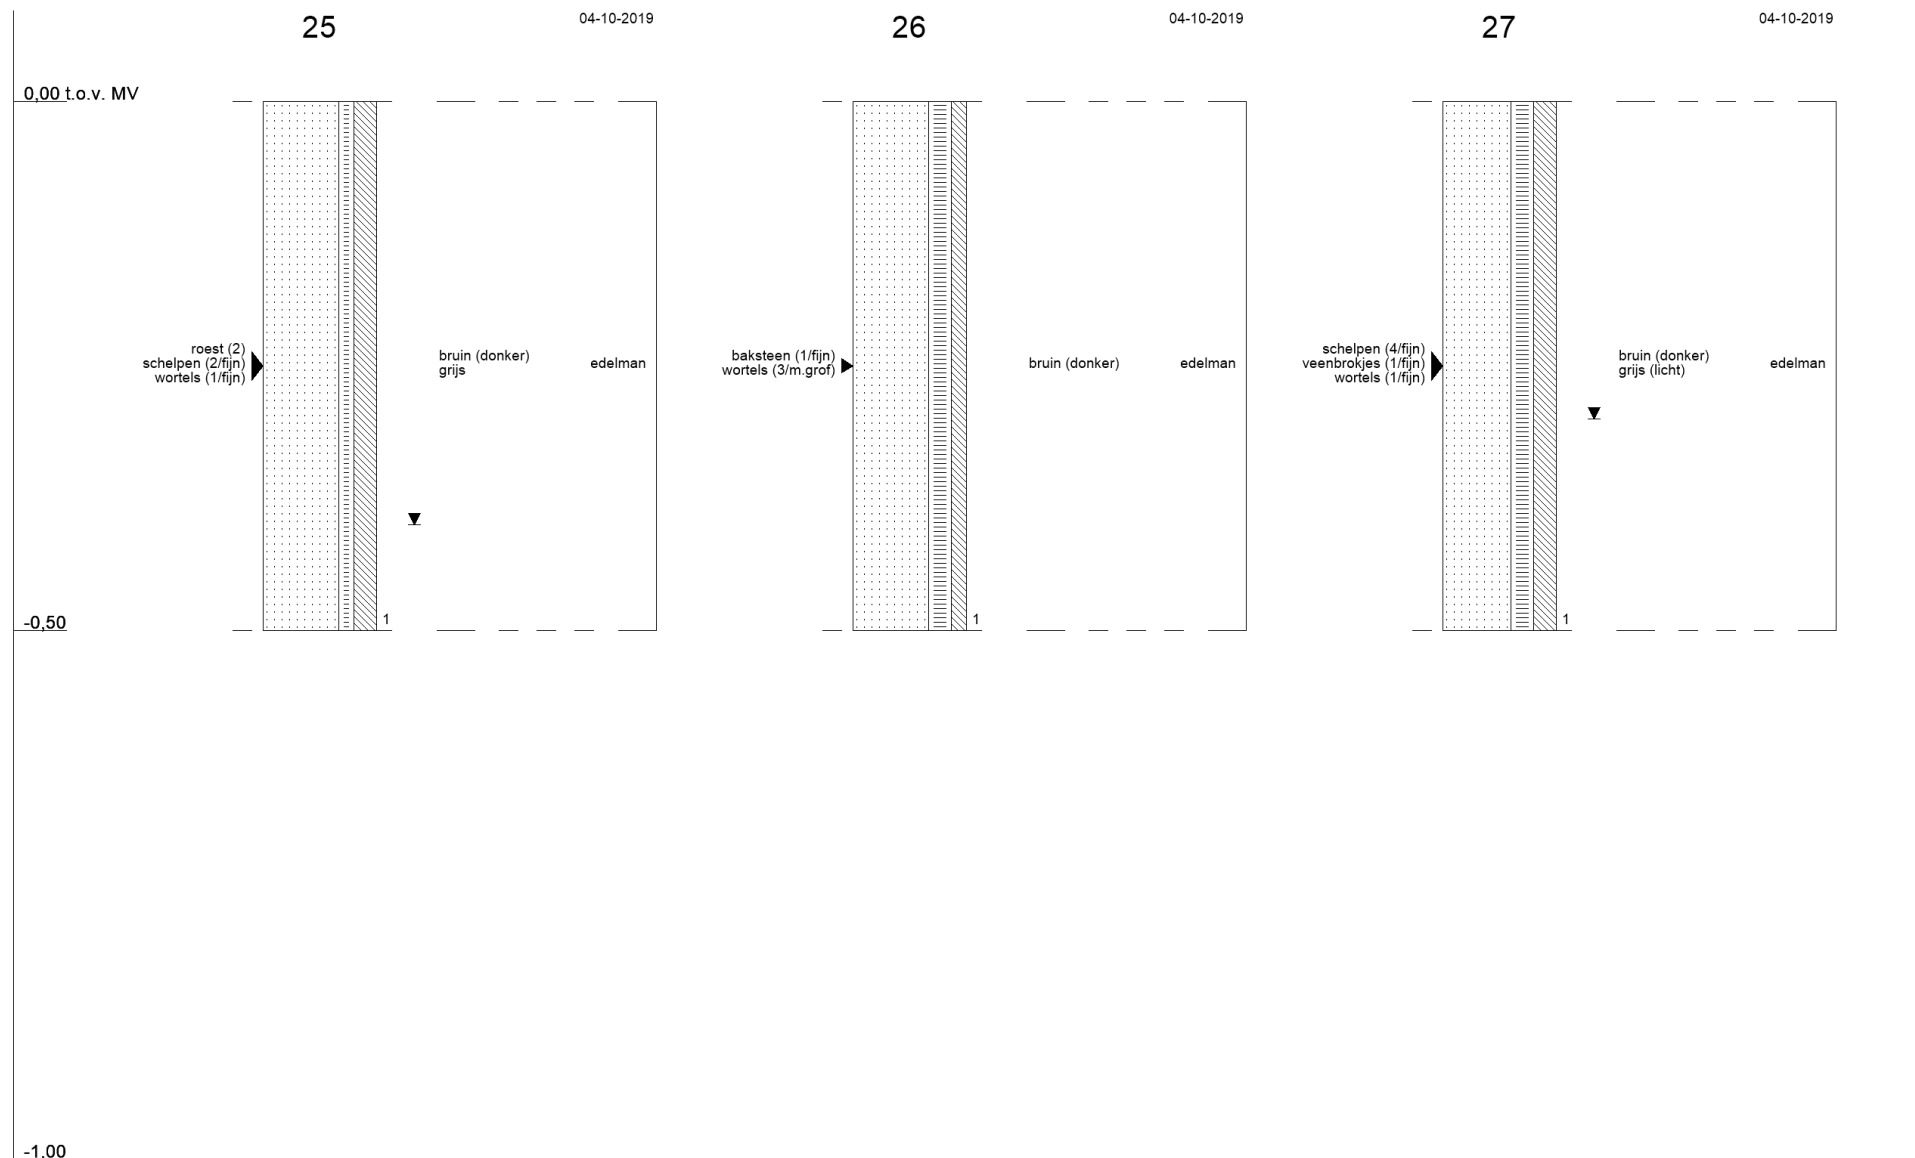 25
04-10-2019
26
04-10-2019
27
04-10-2019
0,00 t.o.v. MV
roest (2)
schelpen (2/fijn)
wortels (1/fijn)
bruin (donker)
grijs
edelman
1
baksteen (1/fijn)
wortels (3/m.grof)
bruin (donker)
edelman
1
schelpen (4/fijn)
veenbrokjes (1/fijn)
wortels (1/fijn)
bruin (donker)
grijs (licht)
edelman
1
-0,50
-1,00